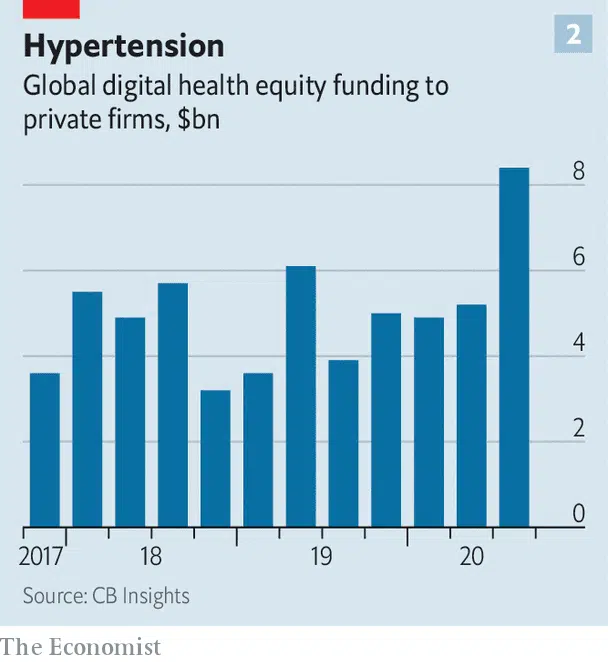 Hypertension
2
Global digital health equity funding to
private firms, $bn
8
6
4
2
0
2017 18 19 20
Source: CB Insights
The Economist